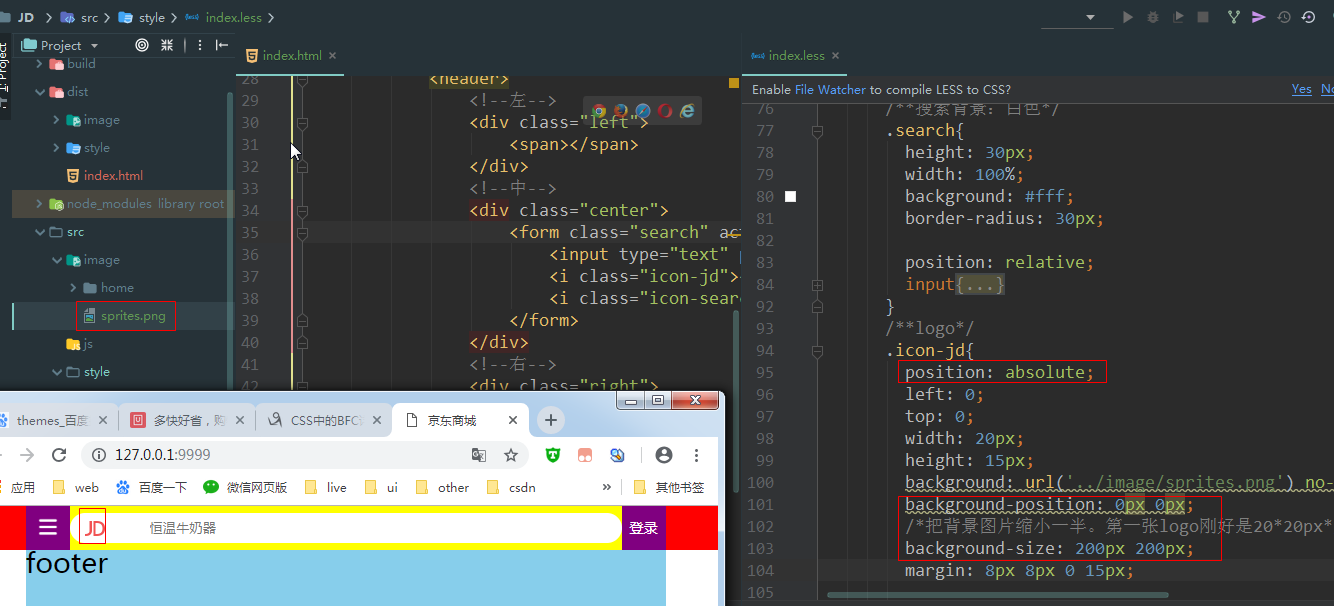 JD > src > style > index.less >
1: Project
Project
build
dist
image
style
index.html
node_modules library root
src
image
home
sprites.png
js
style
index.html ×
28 <header>
29 <!--左-->
30 <div class="left">
31 <span></span>
32 </div>
33 <!--中-->
34 <div class="center">
35 <form class="search" ac
36 <input type="text"
37 <i class="icon-jd">
38 <i class="icon-sear
39 </form>
40 </div>
41 <!--右-->
42 <div class="right">
index.less ×
Enable File Watcher to compile LESS to CSS? Yes No
76 /**搜索背景：白色*/
77 .search{
78 height: 30px;
79 width: 100%;
80 background: #fff;
81 border-radius: 30px;
82
83 position: relative;
84 input{...}
92 }
93 /**logo*/
94 .icon-jd{
95 position: absolute;
96 left: 0;
97 top: 0;
98 width: 20px;
99 height: 15px;
100 background: url('../image/sprites.png') no-
101 background-position: 0px 0px;
102 /*把背景图片缩小一半。第一张logo刚好是20*20px*
103 background-size: 200px 200px;
104 margin: 8px 8px 0 15px;
105
themes_百度 × 多快好省，购 × CSS中的BFC × 京东商城 × +
127.0.0.1:9999
应用 web 百度一下 微信网页版 live ui other csdn » 其他书签
JD 恒温牛奶器 登录
footer